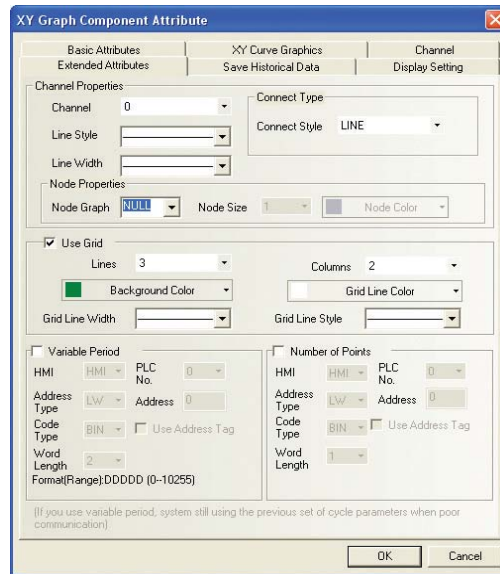 XY Graph Component Attribute
Basic Attributes XY Curve Graphics Channel
Extended Attributes Save Historical Data Display Setting
Channel Properties
Channel 0
Connect Type
Connect Style LINE
Line Style
Line Width
Node Properties
Node Graph NULL Node Size 1 Node Color
Use Grid
Lines 3 Columns 2
Background Color Grid Line Color
Grid Line Width Grid Line Style
Variable Period
HMI HMI PLC No. 0
Address Type LW Address 0
Code Type BIN Use Address Tag
Word Length 2
Format(Range):DDDDD (0--10255)
Number of Points
HMI HMI PLC No. 0
Address Type LW Address 0
Code Type BIN Use Address Tag
Word Length 1
(If you use variable period, system still using the previous set of cycle parameters when poor
communication)
OK Cancel